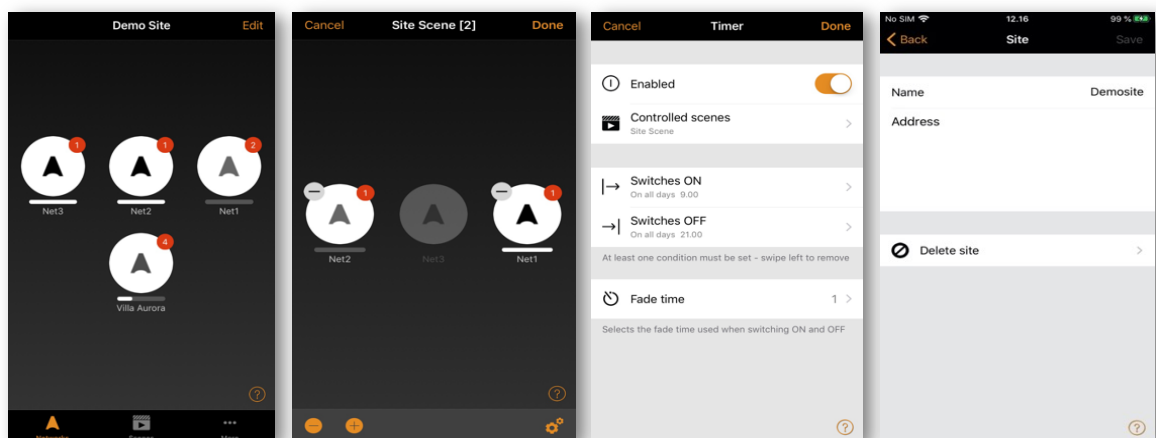 Demo Site Edit
1
1
2
Net3 Net2 Net1
4
Villa Aurora
?
Networks Scenes More
Cancel Site Scene [2] Done
1
1
Net2 Net3 Net1
?
Cancel Timer Done
Enabled
Controlled scenes
Site Scene
Switches ON
On all days 9.00
Switches OFF
On all days 21.00
At least one condition must be set - swipe left to remove
Fade time 1
Selects the fade time used when switching ON and OFF
?
No SIM 12.16 99 %
Back Site Save
Name Demosite
Address
Delete site
?